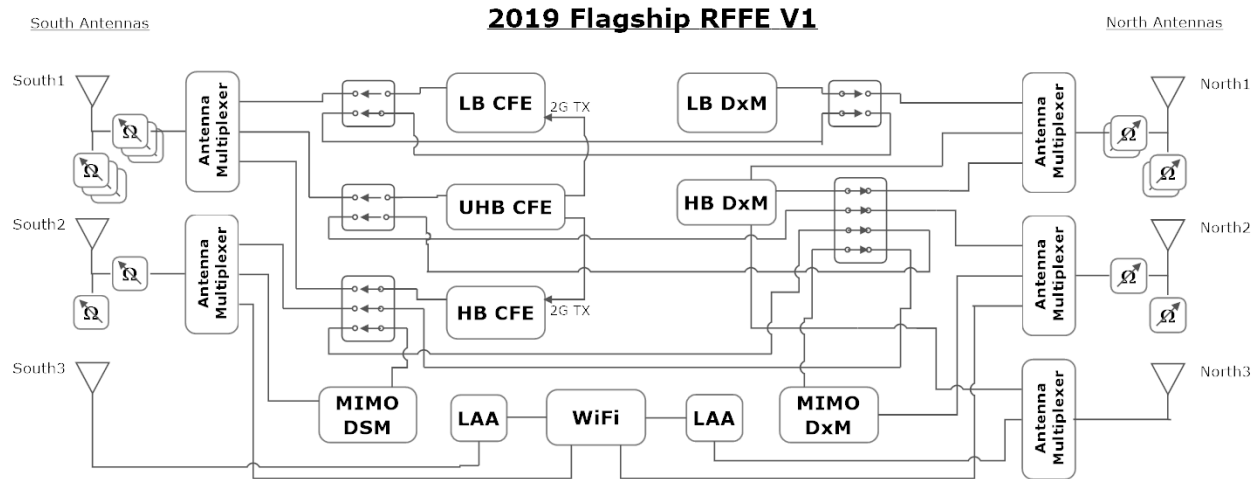 2019 Flagship RFFE V1
South Antennas
North Antennas
South1
Antenna
Multiplexer
LB CFE
2G TX
LB DxM
Antenna
Multiplexer
North1
Ω
Ω
Ω
Ω
UHB CFE
HB DxM
South2
Antenna
Multiplexer
Antenna
Multiplexer
North2
Ω
Ω
Ω
Ω
HB CFE
2G TX
South3
North3
MIMO
DSM
LAA
WiFi
LAA
MIMO
DxM
Antenna
Multiplexer